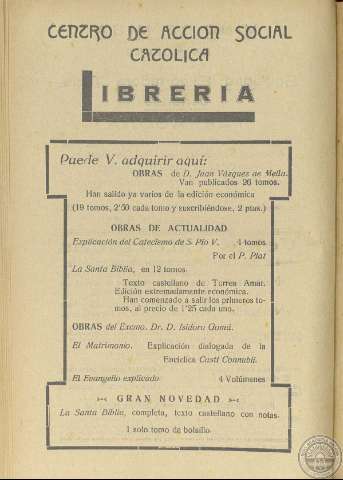 CENTRO DE ACCION SOCIAL
CATOLICA
LIBRERIA
Puede V. adquirir aquí:
OBRAS de D. Juan Vázquez de Mella.
Van publicados 26 tomos.
Han salido ya varios de la edición económica
(19 tomos, 2'50 cada tomo y suscribiéndose, 2 ptas.)
OBRAS DE ACTUALIDAD
Explicación del Catecismo de S. Pío V. 4 tomos
Por el P. Plat
La Santa Biblia, en 12 tomos.
Texto castellano de Torres Amat.
Edición extremadamente económica.
Han comenzado a salir los primeros to-
mos, al precio de 1'25 cada uno.
OBRAS del Excmo. Dr. D. Isidoro Gomá.
El Matrimonio. Explicación dialogada de la
Encíclica Casti Connubii.
El Evangelio explicado 4 Volúmenes
GRAN NOVEDAD
La Santa Biblia, completa, texto castellano con notas.
1 solo tomo de bolsillo.